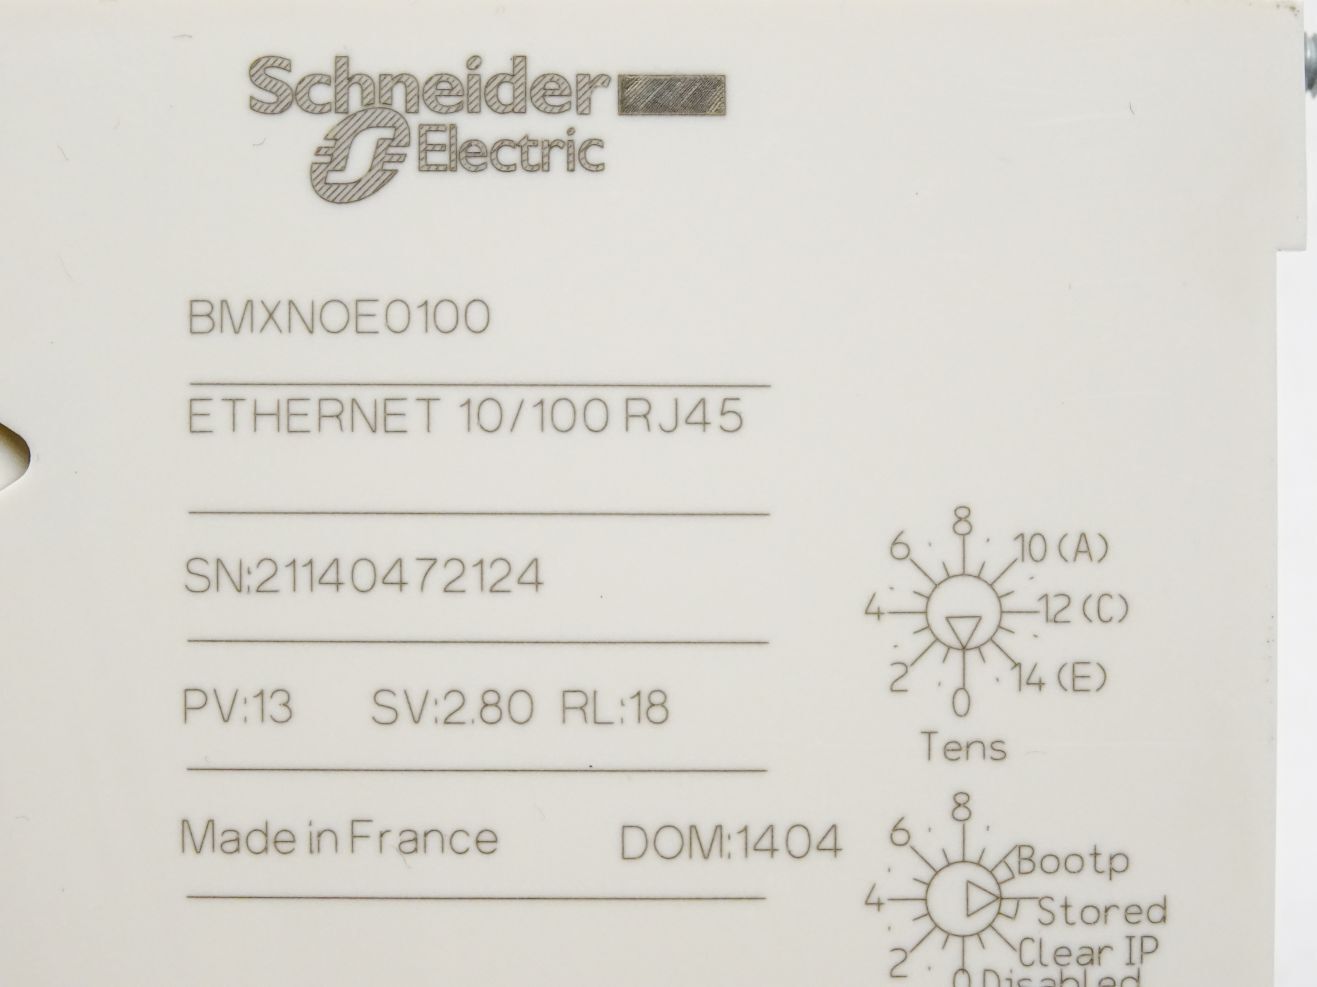 Schneider
Electric
BMXNOE0100
ETHERNET 10/100 RJ45
SN:21140472124
PV:13 SV:2.80 RL:18
Made in France DOM:1404
8
6 10 (A)
4 12 (C)
2 14 (E)
0
Tens
8
6 Bootp
4 Stored
2 Clear IP
0 Disabled